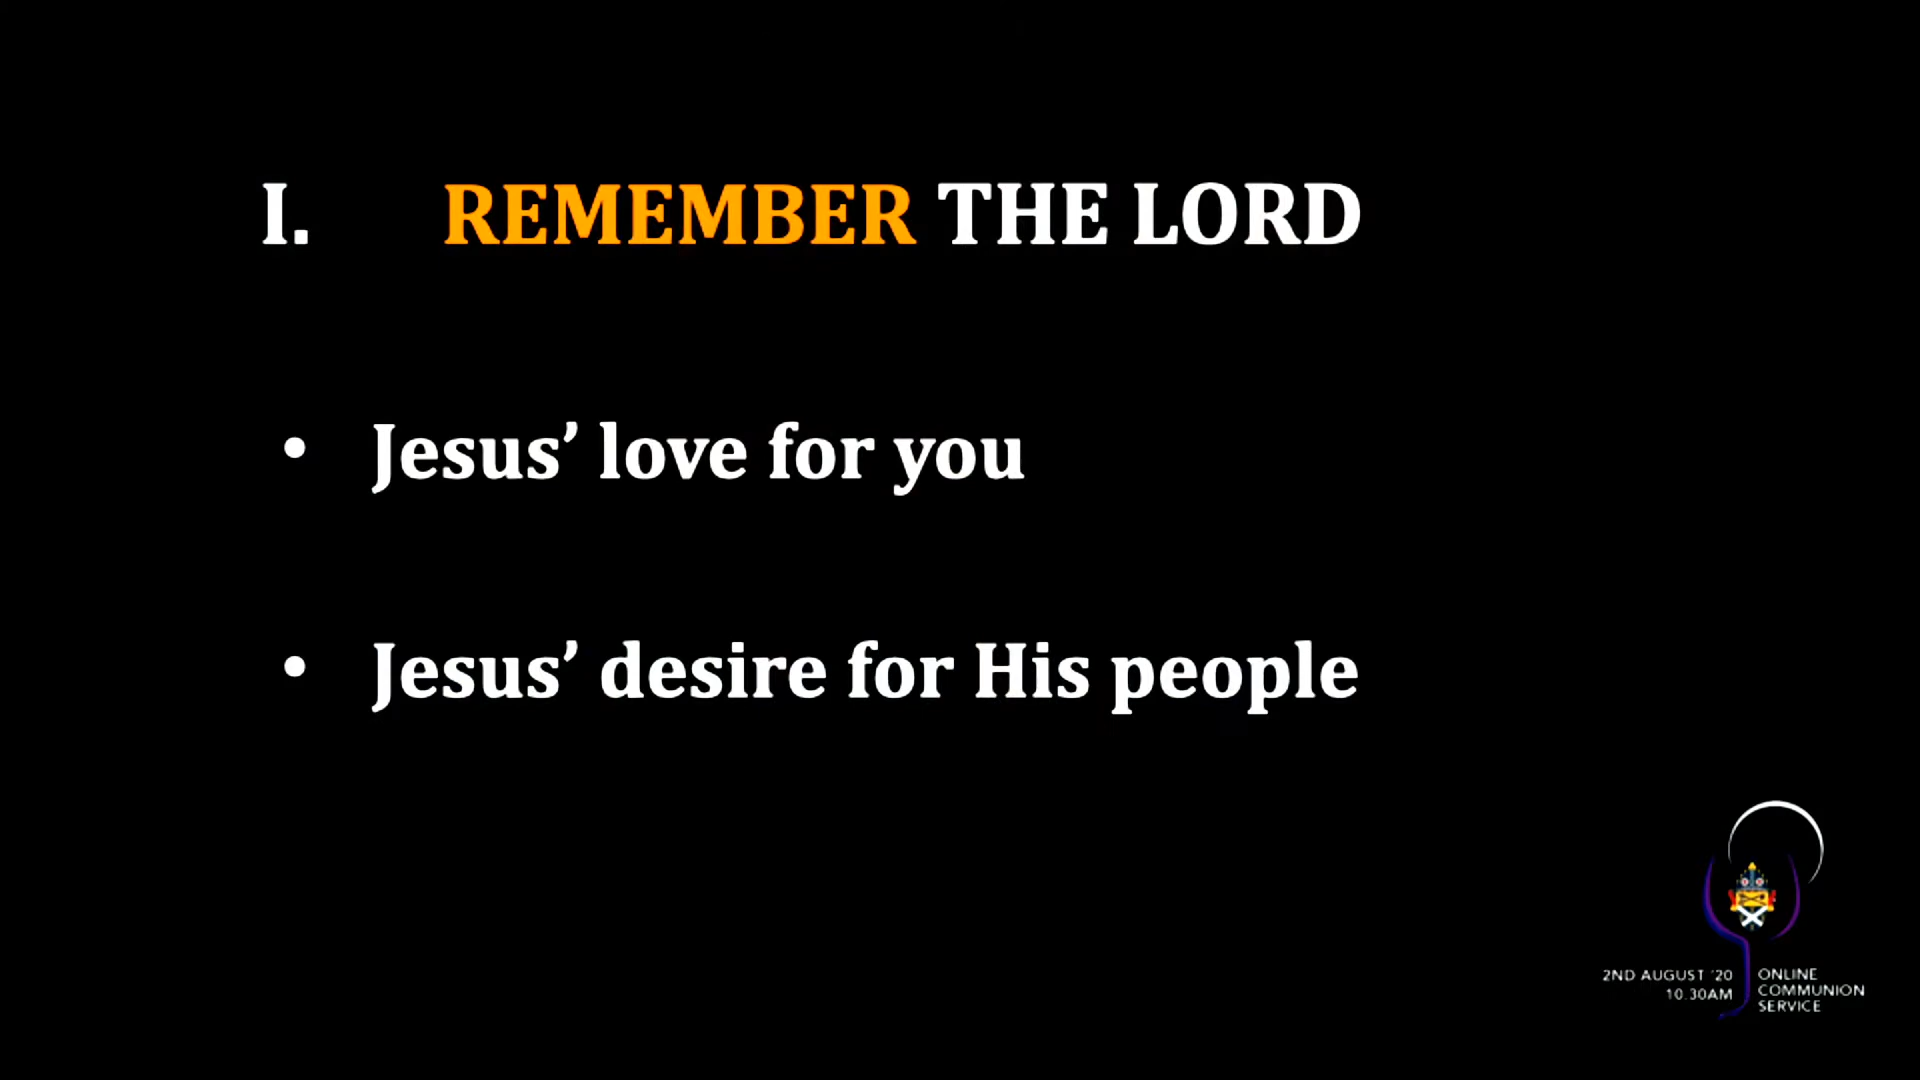 I. REMEMBER THE LORD
• Jesus’ love for you
• Jesus’ desire for His people
2ND AUGUST ’20
10.30AM
ONLINE
COMMUNION
SERVICE